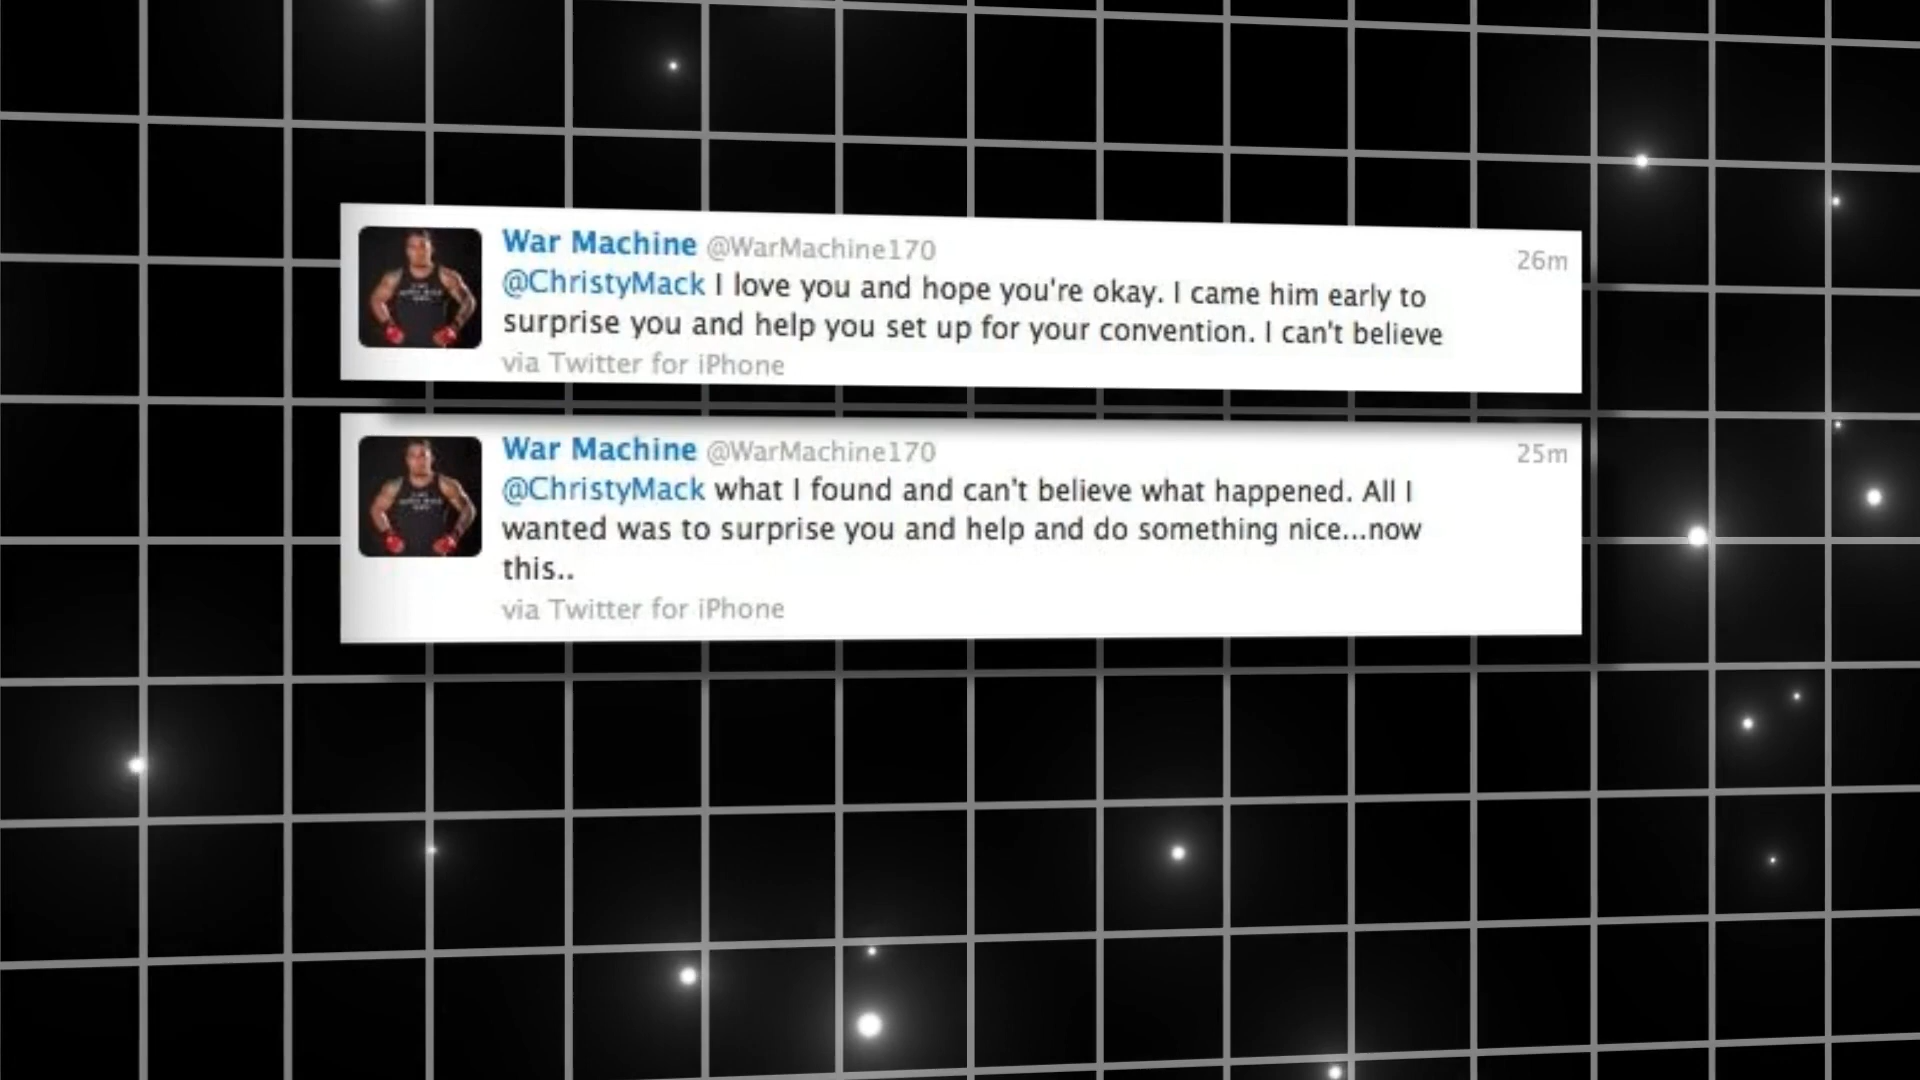 War Machine @WarMachine170
26m
@ChristyMack I love you and hope you're okay. I came him early to
surprise you and help you set up for your convention. I can't believe
via Twitter for iPhone
War Machine @WarMachine170
25m
@ChristyMack what I found and can't believe what happened. All I
wanted was to surprise you and help and do something nice...now
this..
via Twitter for iPhone